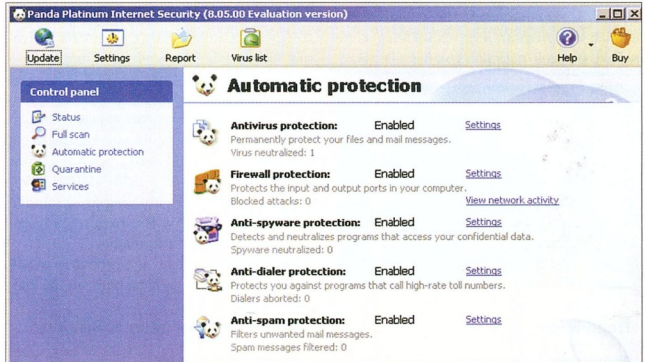 Panda Platinum Internet Security (8.05.00 Evaluation version)
Update Settings Report Virus list Help Buy
Control panel
Status
Full scan
Automatic protection
Quarantine
Services
Automatic protection
Antivirus protection: Enabled Settings
Permanently protect your files and mail messages.
Virus neutralized: 1
Firewall protection: Enabled Settings
Protects the input and output ports in your computer.
Blocked attacks: 0 View network activity
Anti-spyware protection: Enabled Settings
Detects and neutralizes programs that access your confidential data.
Spyware neutralized: 0
Anti-dialer protection: Enabled Settings
Protects you against programs that call high-rate toll numbers.
Dialers aborted: 0
Anti-spam protection: Enabled Settings
Filters unwanted mail messages.
Spam messages filtered: 0